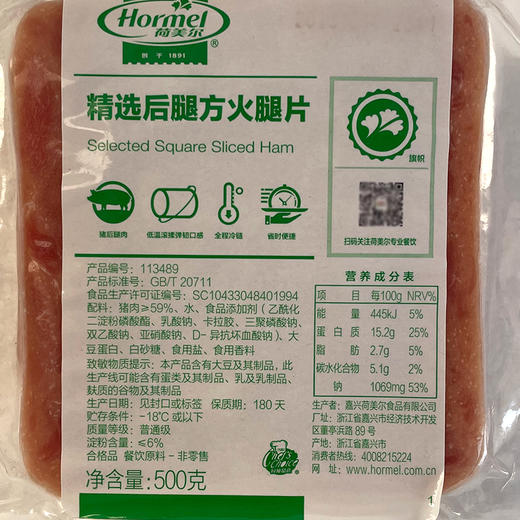 Hormel
荷美尔
®
创于1891
精选后腿方火腿片
Selected Square Sliced Ham
旗帜
猪后腿肉
低温滚揉弹韧口感
全程冷链
省时便捷
扫码关注荷美尔专业餐饮
产品编号：113489
产品标准号：GB/T 20711
食品生产许可证编号：SC10433048401994
配料：猪肉≥59%、水、食品添加剂（乙酰化
二淀粉磷酸酯、乳酸钠、卡拉胶、三聚磷酸钠、
双乙酸钠、亚硝酸钠、D-异抗坏血酸钠）、大
豆蛋白、白砂糖、食用盐、食用香料
致敏物质提示：本产品含有大豆及其制品，此
生产线可能含有蛋类及其制品、乳及乳制品、
麸质的谷物及其制品
生产日期：见封口或标签 保质期：180天
贮存条件：-18℃或以下
质量等级：普通级
淀粉含量：≤6%
合格品 餐饮原料-非零售
净含量：500克
Chef's
Choice
营养成分表
项目 每100g NRV%
能量 445kJ 5%
蛋白质 15.2g 25%
脂肪 2.7g 5%
碳水化合物 5.1g 2%
钠 1069mg 53%
生产者：嘉兴荷美尔食品有限公司
厂址：浙江省嘉兴市经济技术开发
区董亭浜路89号
产地：浙江省嘉兴市
消费者热线：4008215224
网址：www.hormel.com.cn
1